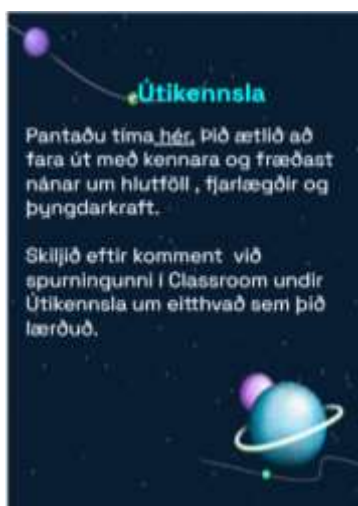 Útikennsla
Pantaðu tíma hér. Þið ætlið að
fara út með kennara og fræðast
nánar um hlutföll , fjarlægðir og
þyngdarkraft.
Skiljið eftir komment við
spurningunni í Classroom undir
Útikennsla um eitthvað sem þið
lærðuð.